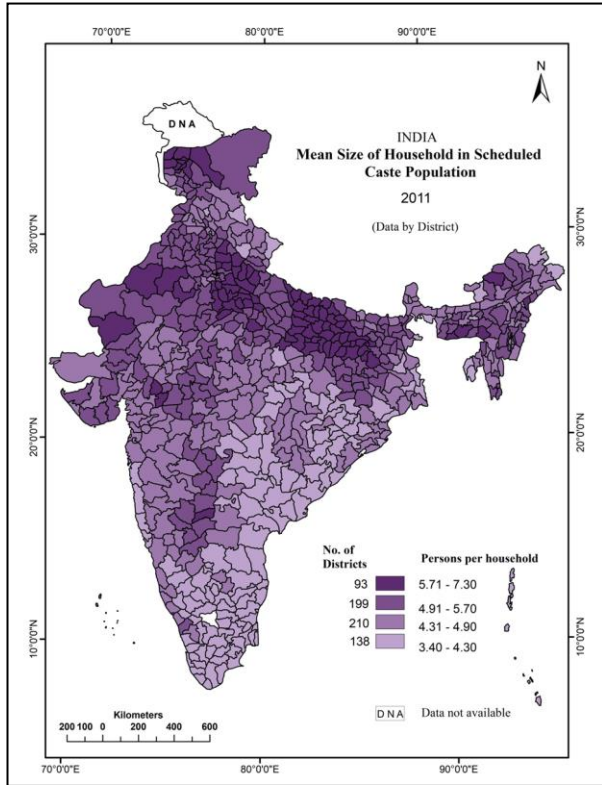 70°0'0"E 80°0'0"E 90°0'0"E
N
D N A
INDIA
Mean Size of Household in Scheduled
Caste Population
2011
(Data by District)
30°0'0"N 30°0'0"N
20°0'0"N 20°0'0"N
No. of
Districts
Persons per household
93 5.71 - 7.30
199 4.91 - 5.70
210 4.31 - 4.90
138 3.40 - 4.30
10°0'0"N 10°0'0"N
D N A Data not available
Kilometers
200 100 0 200 400 600
70°0'0"E 80°0'0"E 90°0'0"E